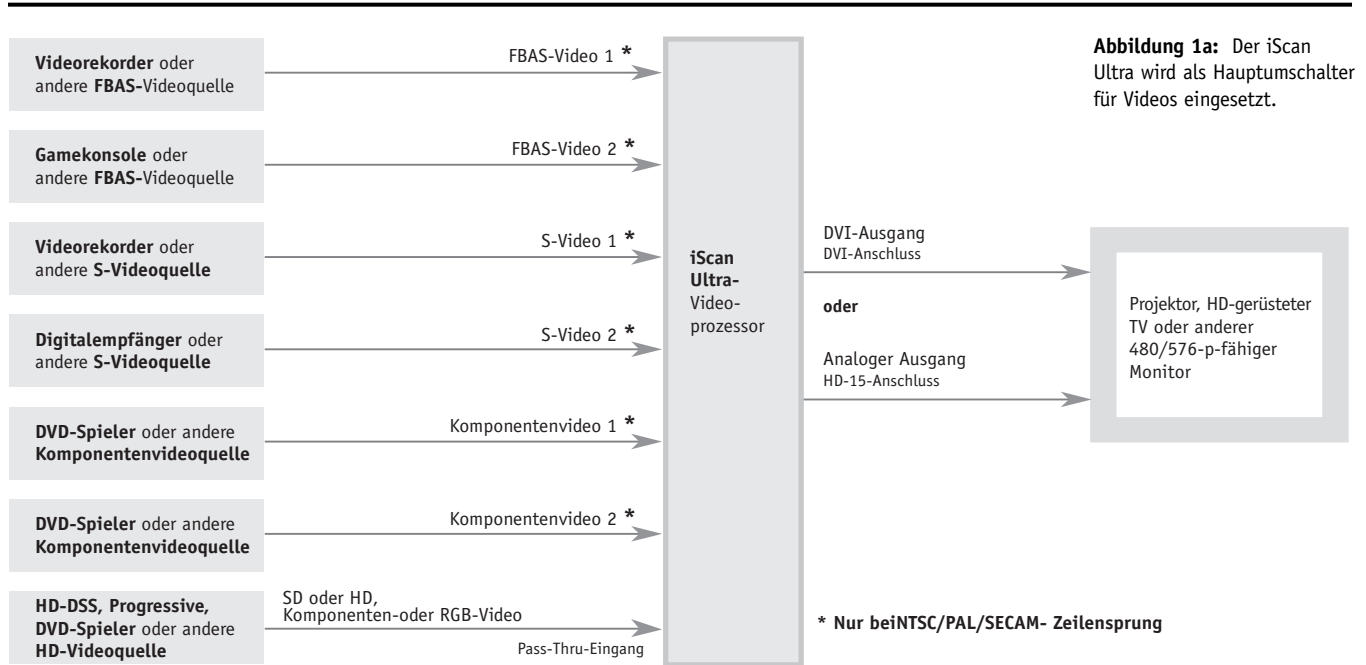 Abbildung 1a: Der iScan
Ultra wird als Hauptumschalter
für Videos eingesetzt.
Videorekorder oder
andere FBAS-Videoquelle
FBAS-Video 1 *
Gamekonsole oder
andere FBAS-Videoquelle
FBAS-Video 2 *
Videorekorder oder
andere S-Videoquelle
S-Video 1 *
Digitalempfänger oder
andere S-Videoquelle
S-Video 2 *
DVD-Spieler oder andere
Komponentenvideoquelle
Komponentenvideo 1 *
DVD-Spieler oder andere
Komponentenvideoquelle
Komponentenvideo 2 *
HD-DSS, Progressive,
DVD-Spieler oder andere
HD-Videoquelle
SD oder HD,
Komponenten-oder RGB-Video
Pass-Thru-Eingang
iScan
Ultra-
Video-
prozessor
DVI-Ausgang
DVI-Anschluss
oder
Analoger Ausgang
HD-15-Anschluss
Projektor, HD-gerüsteter
TV oder anderer
480/576-p-fähiger
Monitor
* Nur beiNTSC/PAL/SECAM- Zeilensprung